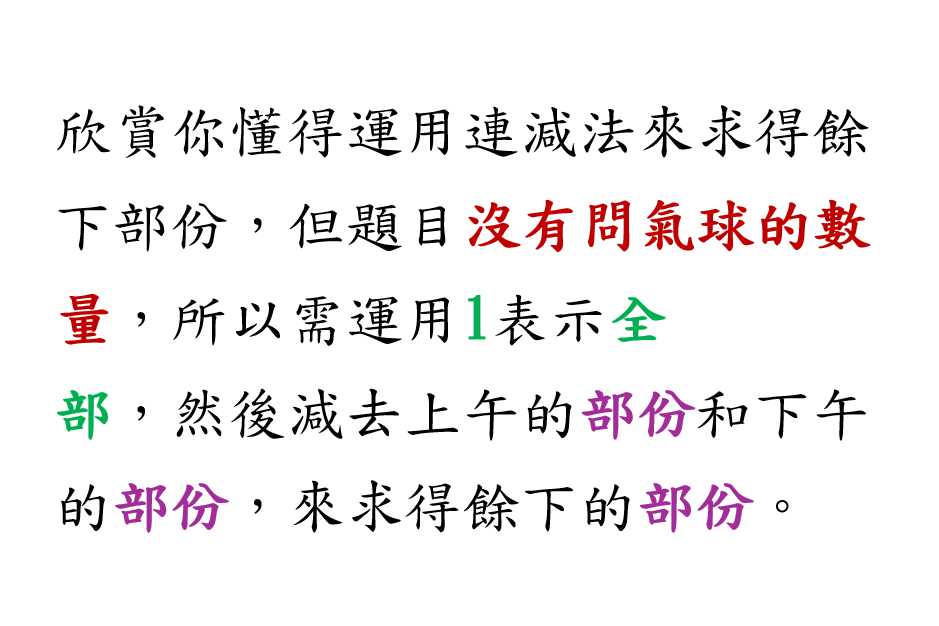 欣賞你懂得運用連減法來求得餘
下部份，但題目沒有問氣球的數
量，所以需運用1表示全
部，然後減去上午的部份和下午
的部份，來求得餘下的部份。